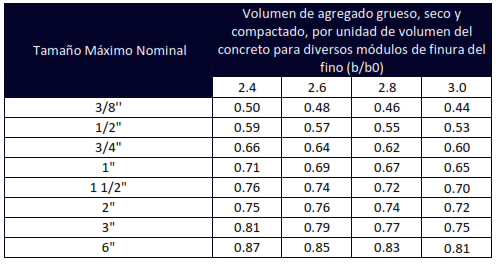 Tamaño Máximo Nominal
Volumen de agregado grueso, seco y
compactado, por unidad de volumen del
concreto para diversos módulos de finura del
fino (b/b0)
2.4 2.6 2.8 3.0
3/8'' 0.50 0.48 0.46 0.44
1/2" 0.59 0.57 0.55 0.53
3/4" 0.66 0.64 0.62 0.60
1" 0.71 0.69 0.67 0.65
1 1/2" 0.76 0.74 0.72 0.70
2" 0.75 0.76 0.74 0.72
3" 0.81 0.79 0.77 0.75
6" 0.87 0.85 0.83 0.81